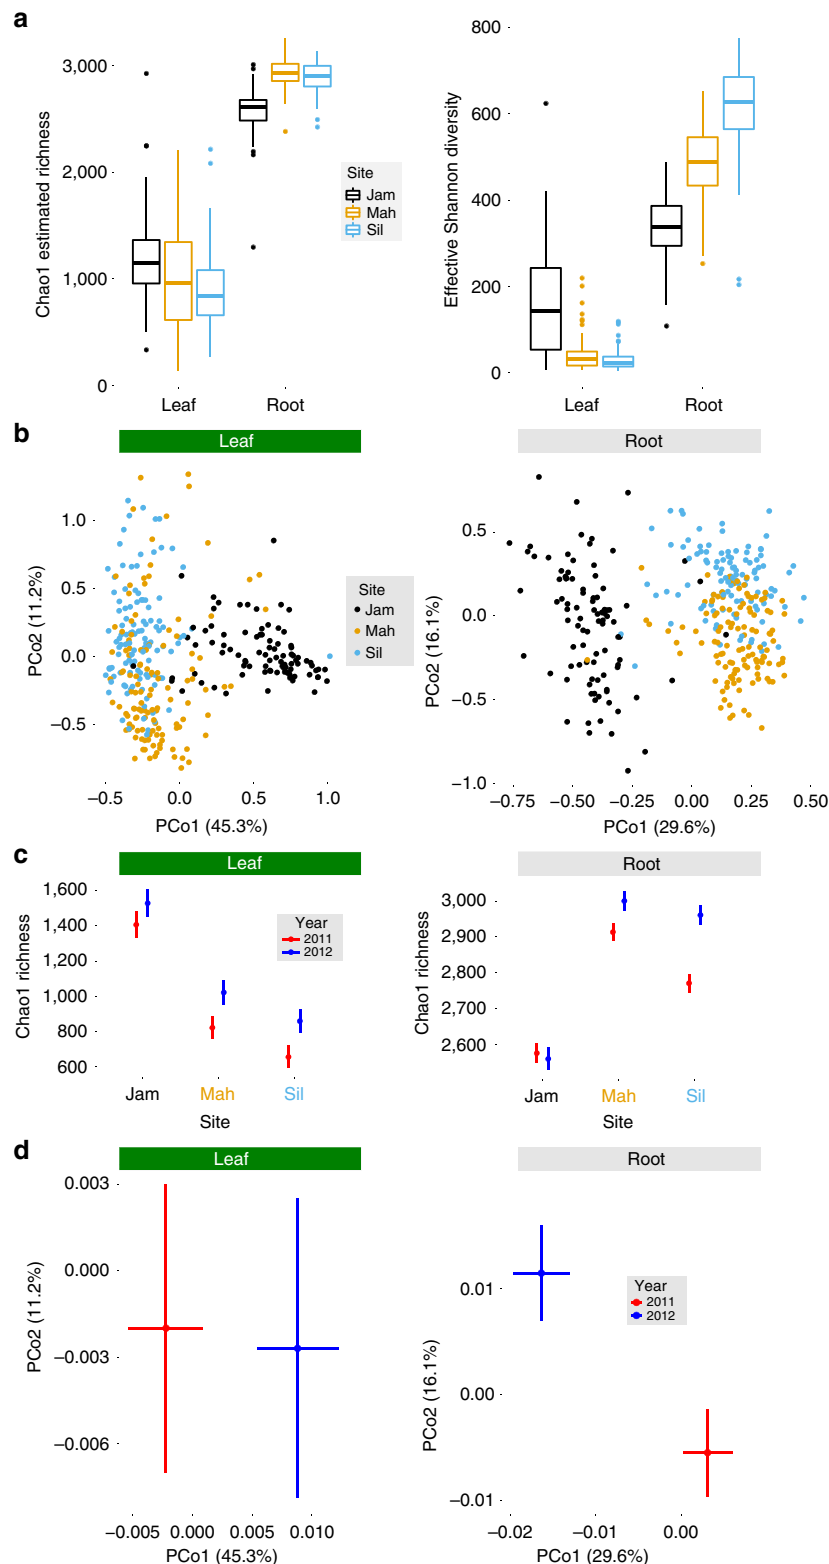 a
Chao1 estimated richness
3,000
2,000
1,000
0
Leaf
Root
Site
Jam
Mah
Sil
Effective Shannon diversity
800
600
400
200
0
Leaf
Root
b
Leaf
PCo2 (11.2%)
1.0
0.5
0.0
−0.5
−0.5
0.0
0.5
1.0
PCo1 (45.3%)
Site
Jam
Mah
Sil
Root
PCo2 (16.1%)
0.5
0.0
−0.5
−1.0
−0.75
−0.50
−0.25
0.00
0.25
0.50
PCo1 (29.6%)
c
Leaf
Chao1 richness
1,600
1,400
1,200
1,000
800
600
Jam
Mah
Sil
Site
Year
2011
2012
Root
Chao1 richness
3,000
2,900
2,800
2,700
2,600
Jam
Mah
Sil
Site
d
Leaf
PCo2 (11.2%)
0.003
0.000
−0.003
−0.006
−0.005
0.000
0.005
0.010
PCo1 (45.3%)
Root
PCo2 (16.1%)
0.01
0.00
−0.01
−0.02
−0.01
0.00
PCo1 (29.6%)
Year
2011
2012